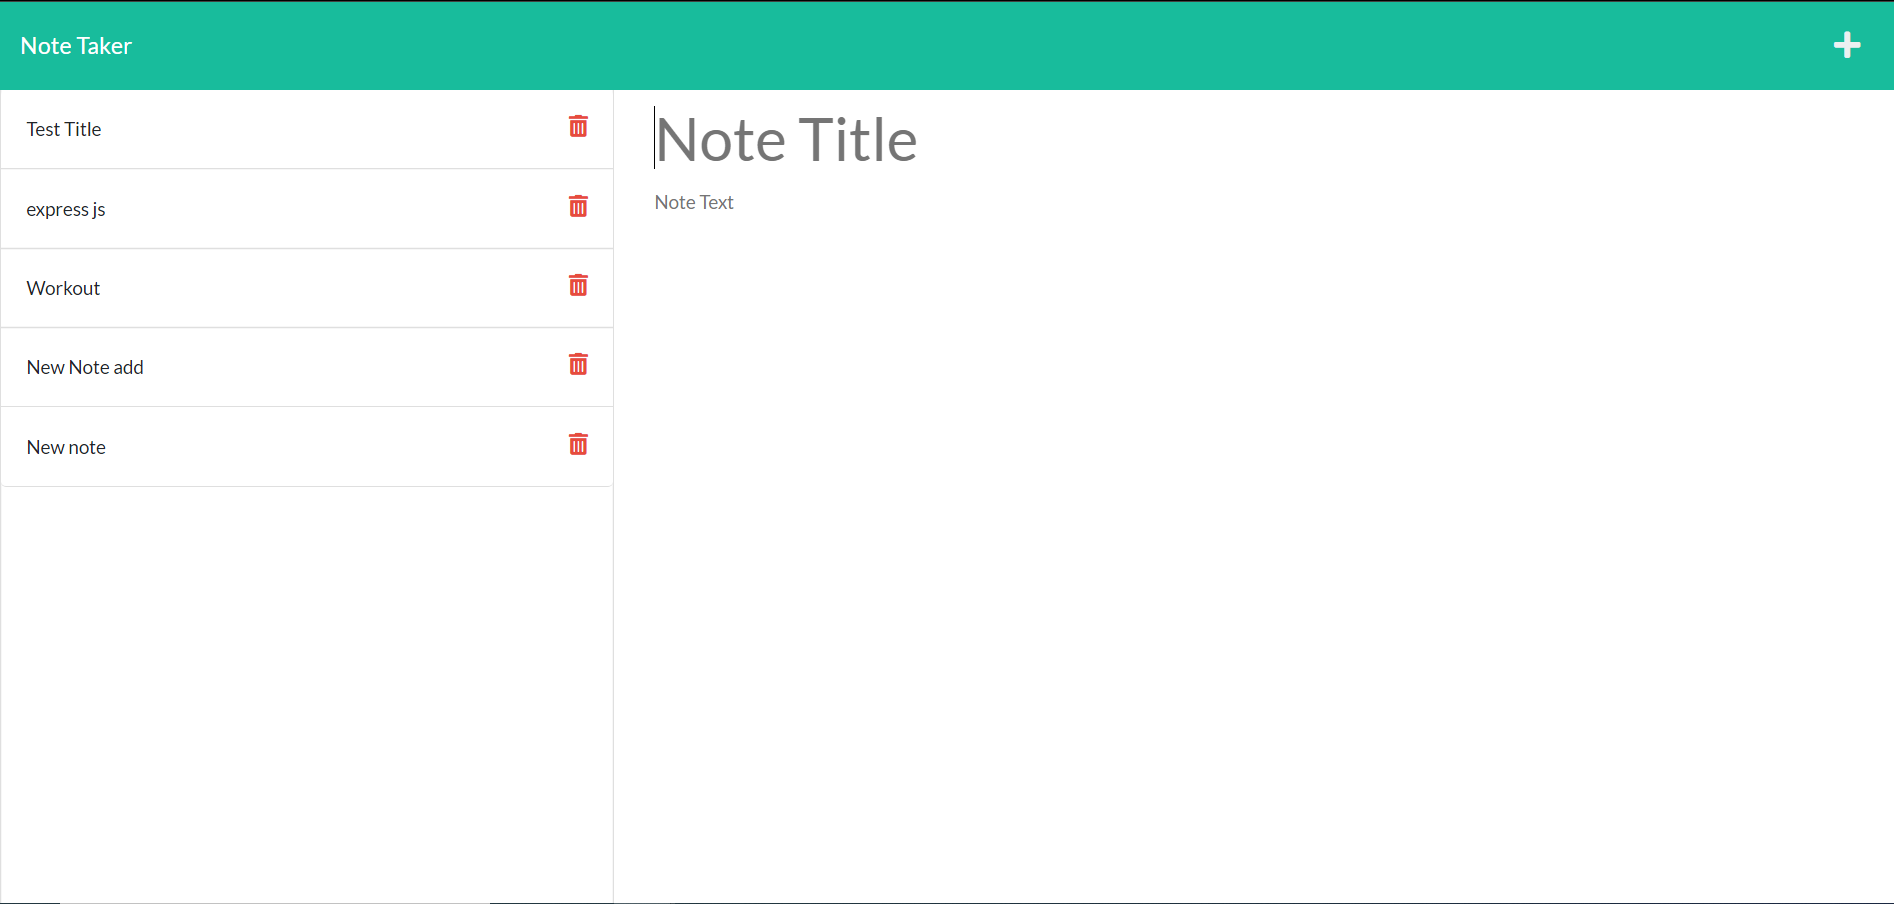 Note Taker
Test Title
express js
Workout
New Note add
New note
Note Title
Note Text